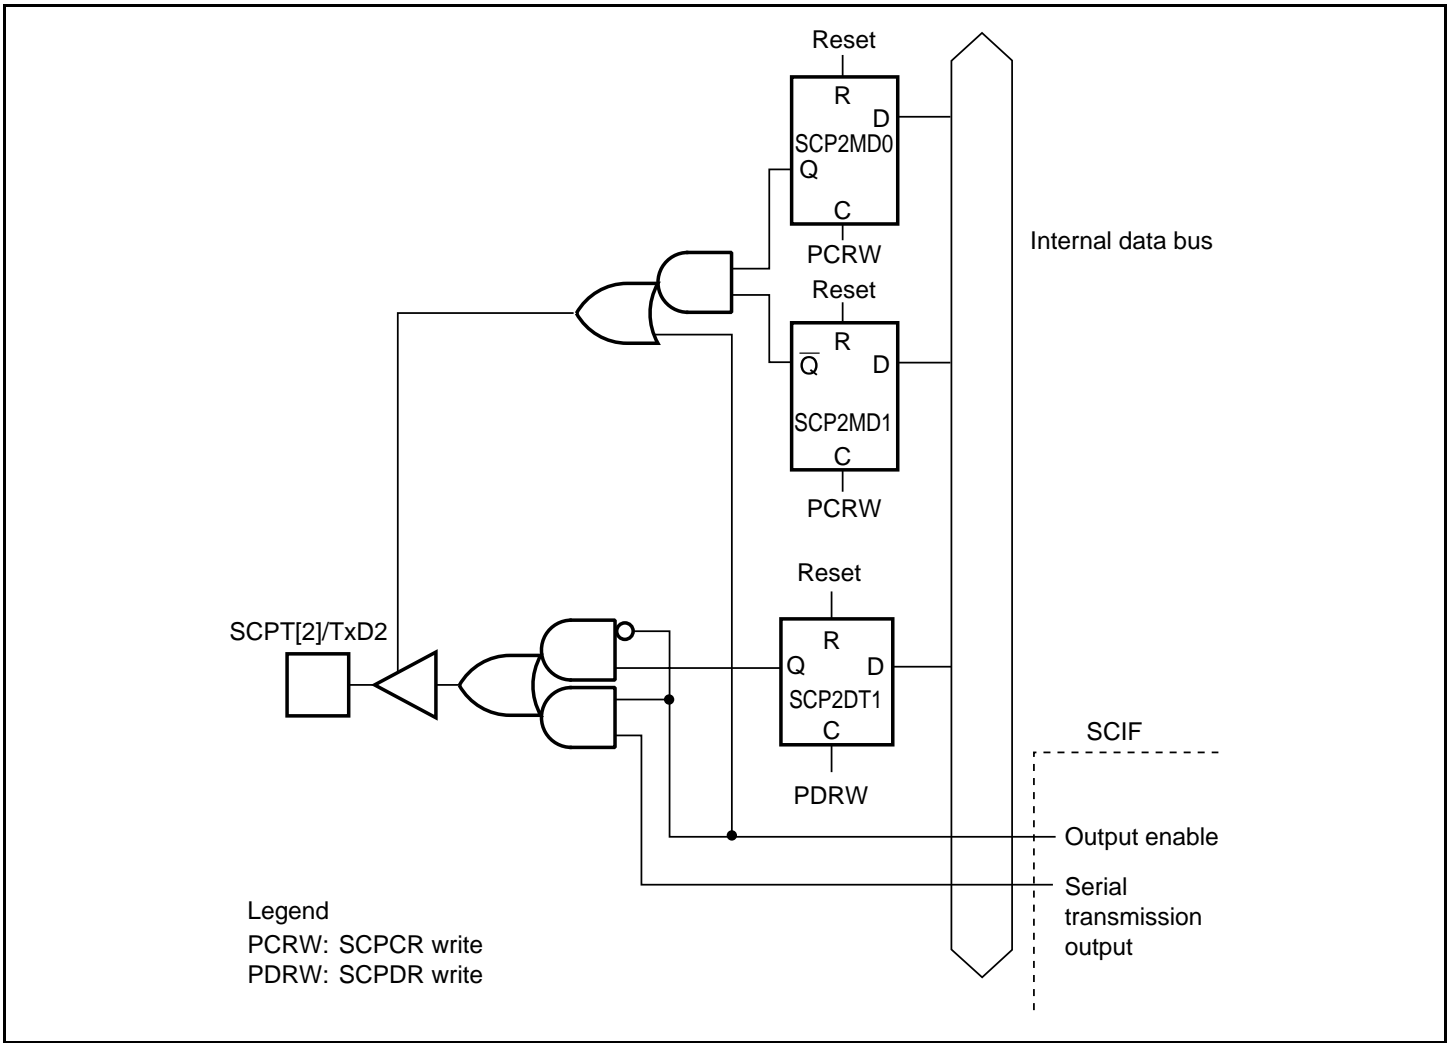 Reset
R
D
SCP2MD0
Q
C
PCRW
Internal data bus
Reset
R
Q̅
D
SCP2MD1
C
PCRW
Reset
SCPT[2]/TxD2
R
Q
D
SCP2DT1
C
PDRW
SCIF
Output enable
Serial
transmission
output
Legend
PCRW: SCPCR write
PDRW: SCPDR write